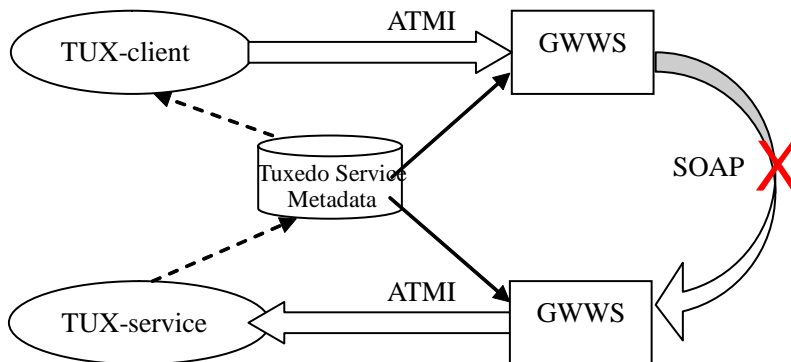 ATMI
TUX-client
GWWS
Tuxedo Service
Metadata
SOAP
ATMI
TUX-service
GWWS